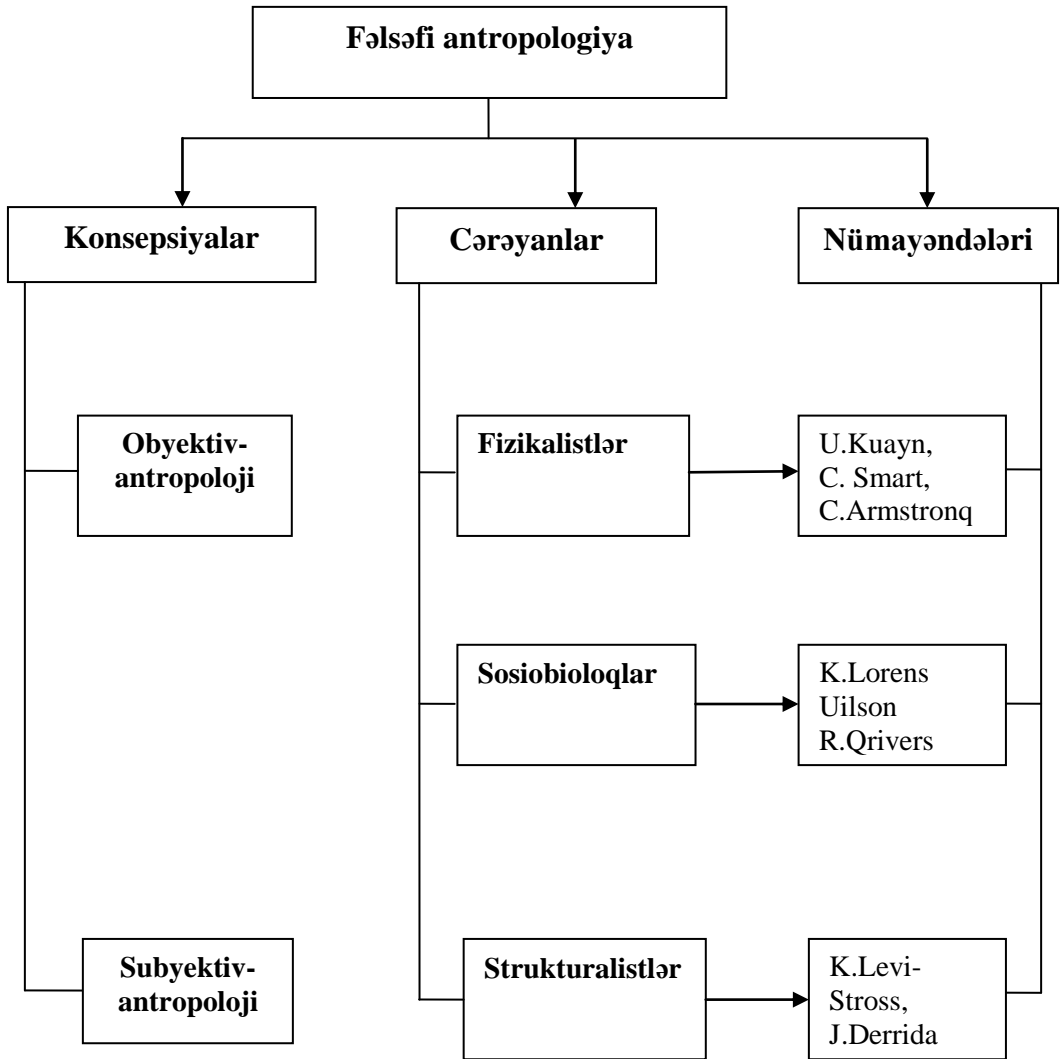 Fəlsəfi antropologiya
Konsepsiyalar
Cərəyanlar
Nümayəndələri
Obyektiv-
antropoloji
Fizikalistlər
U.Kuayn,
C. Smart,
C.Armstronq
Sosiobioloqlar
K.Lorens
Uilson
R.Qrivers
Subyektiv-
antropoloji
Strukturalistlər
K.Levi-
Stross,
J.Derrida